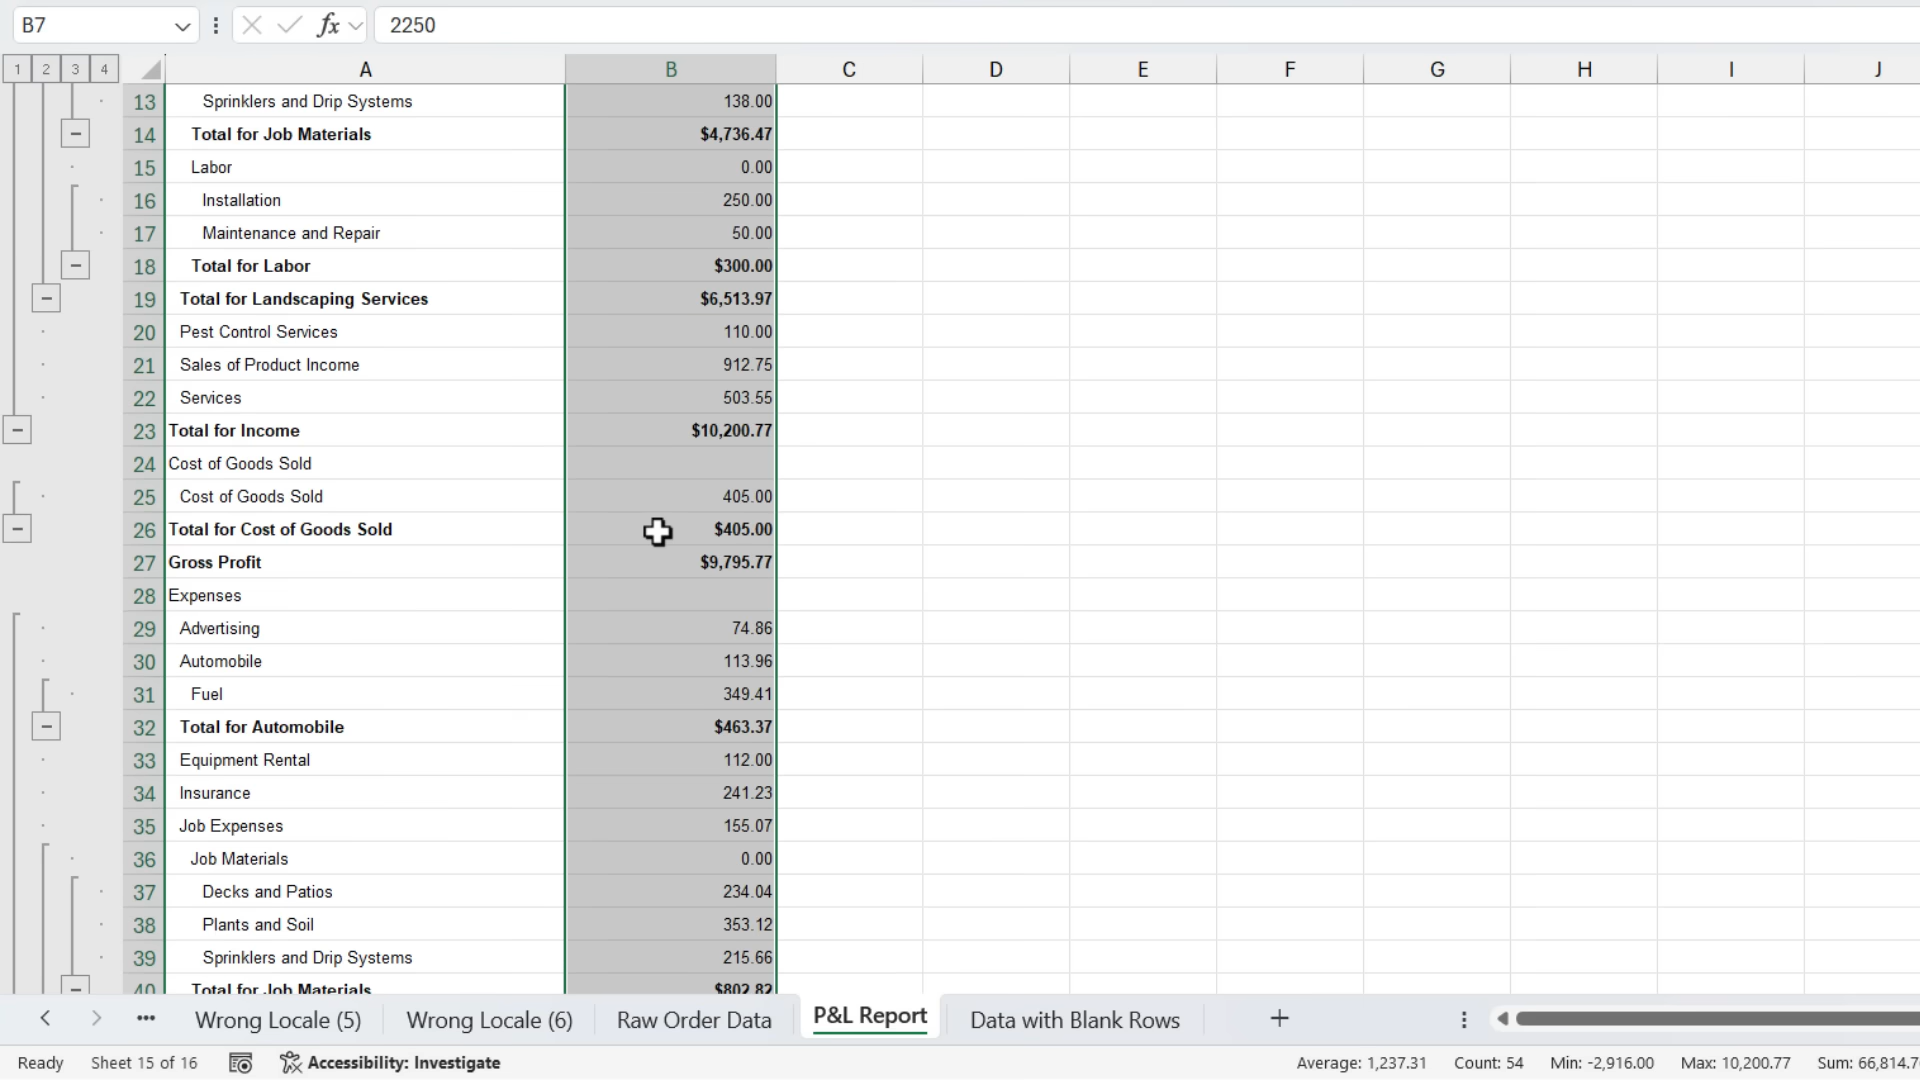 B7 fx 2250
1 2 3 4 A B C D E F G H I J
13 Sprinklers and Drip Systems 138.00
14 Total for Job Materials $4,736.47
15 Labor 0.00
16 Installation 250.00
17 Maintenance and Repair 50.00
18 Total for Labor $300.00
19 Total for Landscaping Services $6,513.97
20 Pest Control Services 110.00
21 Sales of Product Income 912.75
22 Services 503.55
23 Total for Income $10,200.77
24 Cost of Goods Sold
25 Cost of Goods Sold 405.00
26 Total for Cost of Goods Sold $405.00
27 Gross Profit $9,795.77
28 Expenses
29 Advertising 74.86
30 Automobile 113.96
31 Fuel 349.41
32 Total for Automobile $463.37
33 Equipment Rental 112.00
34 Insurance 241.23
35 Job Expenses 155.07
36 Job Materials 0.00
37 Decks and Patios 234.04
38 Plants and Soil 353.12
39 Sprinklers and Drip Systems 215.66
40 Total for Job Materials $802.82
Wrong Locale (5) Wrong Locale (6) Raw Order Data P&L Report Data with Blank Rows
Ready Sheet 15 of 16 Accessibility: Investigate Average: 1,237.31 Count: 54 Min: -2,916.00 Max: 10,200.77 Sum: 66,814.7